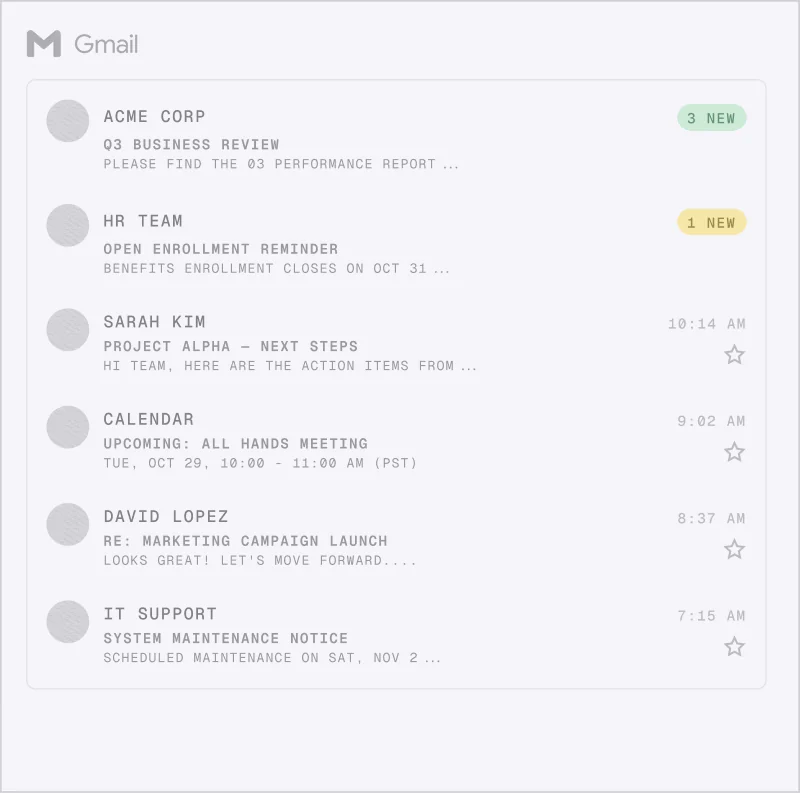 Gmail
ACME CORP
3 NEW
Q3 BUSINESS REVIEW
PLEASE FIND THE 03 PERFORMANCE REPORT ...
HR TEAM
1 NEW
OPEN ENROLLMENT REMINDER
BENEFITS ENROLLMENT CLOSES ON OCT 31 ...
SARAH KIM
10:14 AM
PROJECT ALPHA – NEXT STEPS
HI TEAM, HERE ARE THE ACTION ITEMS FROM ...
CALENDAR
9:02 AM
UPCOMING: ALL HANDS MEETING
TUE, OCT 29, 10:00 - 11:00 AM (PST)
DAVID LOPEZ
8:37 AM
RE: MARKETING CAMPAIGN LAUNCH
LOOKS GREAT! LET'S MOVE FORWARD....
IT SUPPORT
7:15 AM
SYSTEM MAINTENANCE NOTICE
SCHEDULED MAINTENANCE ON SAT, NOV 2 ...